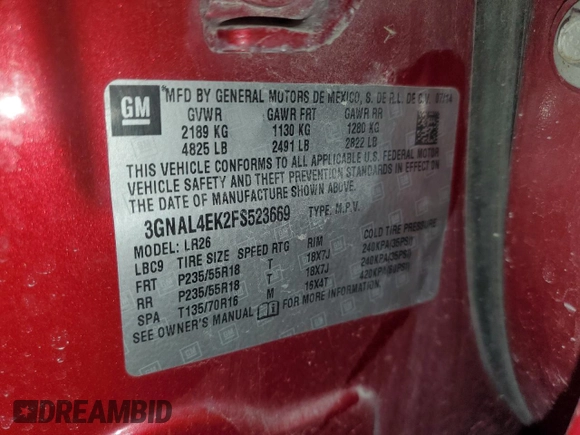 GM
*MFD BY GENERAL MOTORS DE MEXICO, S. DE R.L. DE C.V. 07/14
GVWR GAWR FRT GAWR RR
2189 KG 1130 KG 1280 KG
4825 LB 2491 LB 2822 LB
THIS VEHICLE CONFORMS TO ALL APPLICABLE U.S. FEDERAL MOTOR
VEHICLE SAFETY AND THEFT PREVENTION STANDARDS IN EFFECT ON
THE DATE OF MANUFACTURE SHOWN ABOVE.
3GNAL4EK2FS523669 TYPE: M.P.V.
MODEL: LR26
LBC9 TIRE SIZE SPEED RTG RIM COLD TIRE PRESSURE
FRT P235/55R18 T 18X7J 240KPA(35PSI)
RR P235/55R18 T 18X7J 240KPA(35PSI)
SPA T135/70R16 M 16X4T 420KPA(60PSI)
SEE OWNER'S MANUAL FOR MORE INFORMATION.
DREAMBID